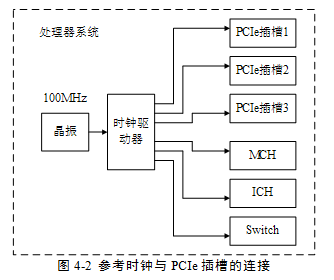 处理器系统
PCIe插槽1
PCIe插槽2
100MHz
PCIe插槽3
晶振
时钟驱
动器
MCH
ICH
Switch
图 4-2 参考时钟与 PCIe 插槽的连接